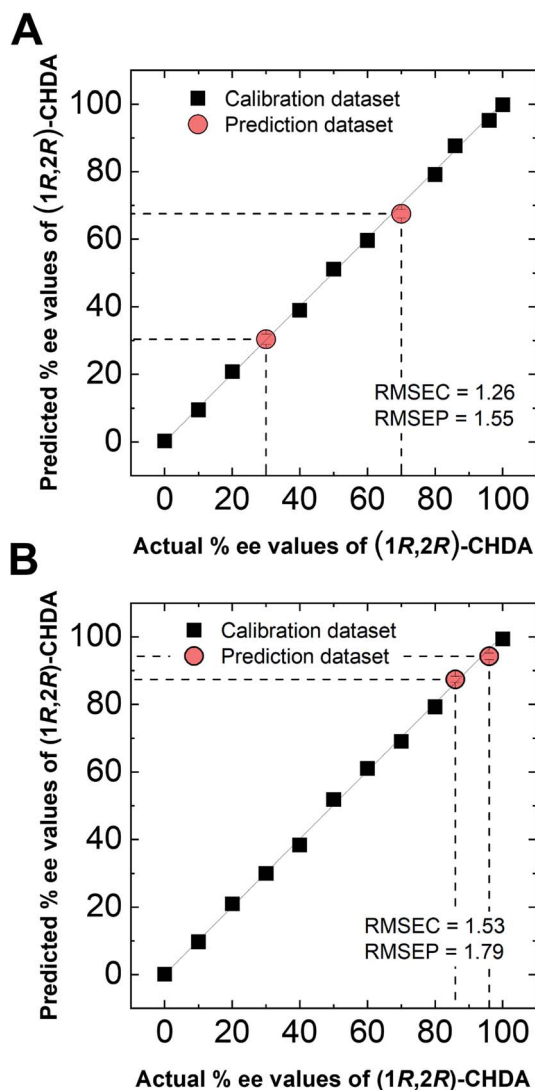 A
100
80
60
40
20
0
Predicted % ee values of (1R,2R)-CHDA
Calibration dataset
Prediction dataset
RMSEC = 1.26
RMSEP = 1.55
0 20 40 60 80 100
Actual % ee values of (1R,2R)-CHDA
B
100
80
60
40
20
0
Predicted % ee values of (1R,2R)-CHDA
Calibration dataset
Prediction dataset
RMSEC = 1.53
RMSEP = 1.79
0 20 40 60 80 100
Actual % ee values of (1R,2R)-CHDA